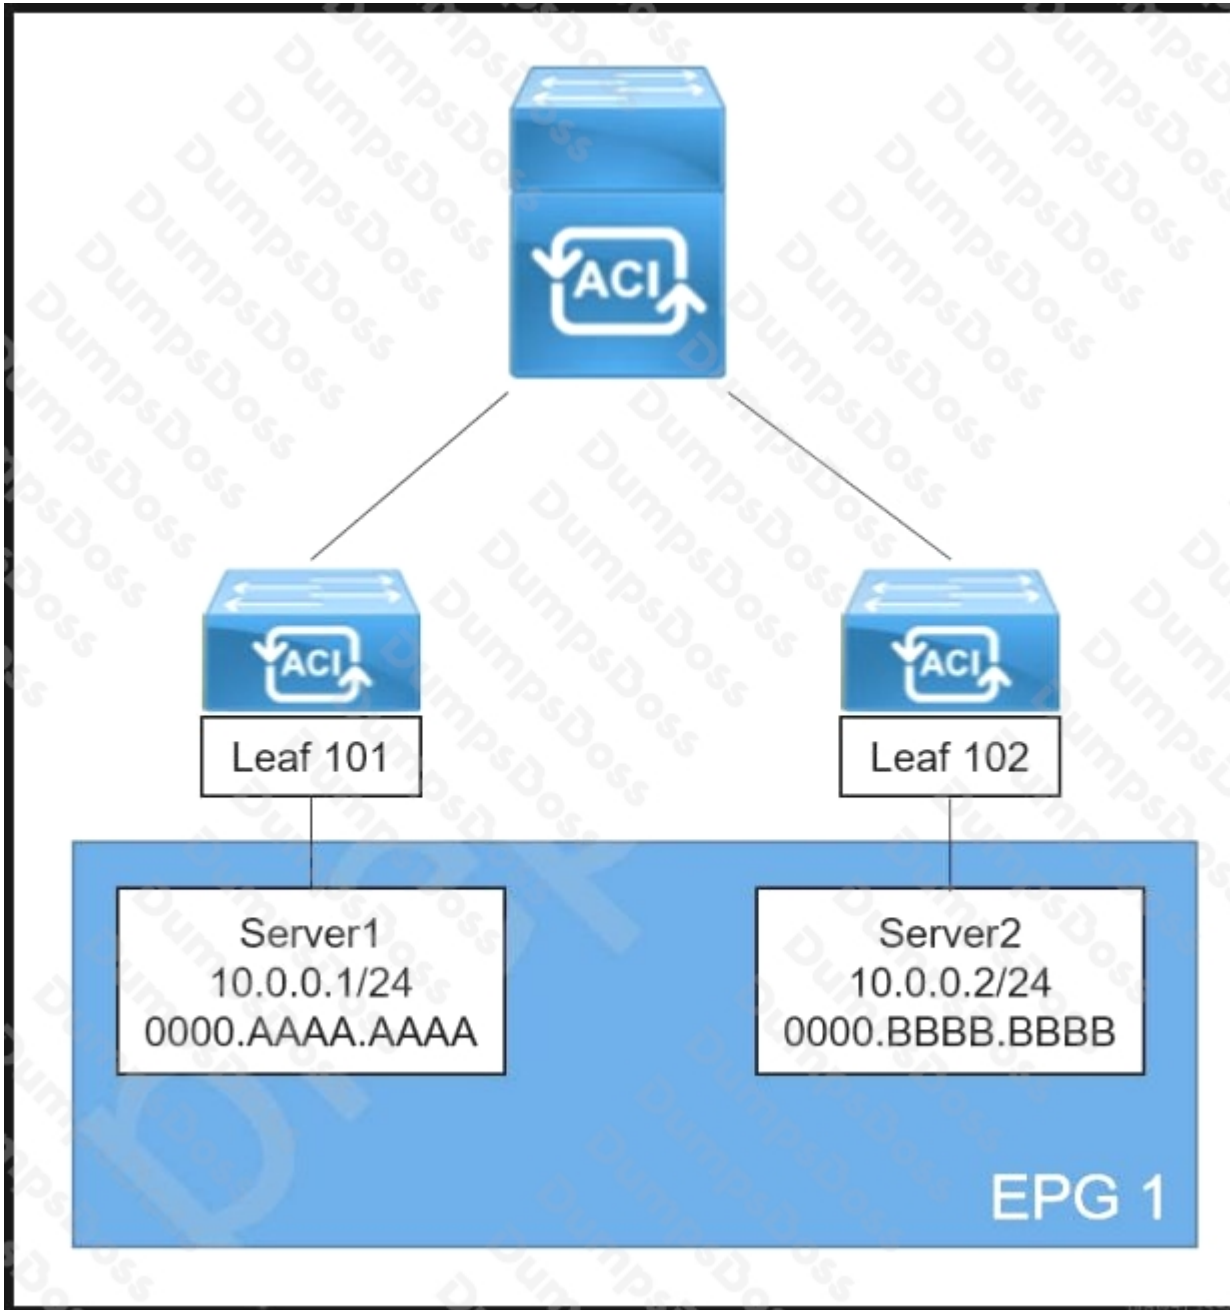 ACI
ACI
ACI
Leaf 101
Leaf 102
Server1
10.0.0.1/24
0000.AAAA.AAAA
Server2
10.0.0.2/24
0000.BBBB.BBBB
EPG 1
DumpsDoss